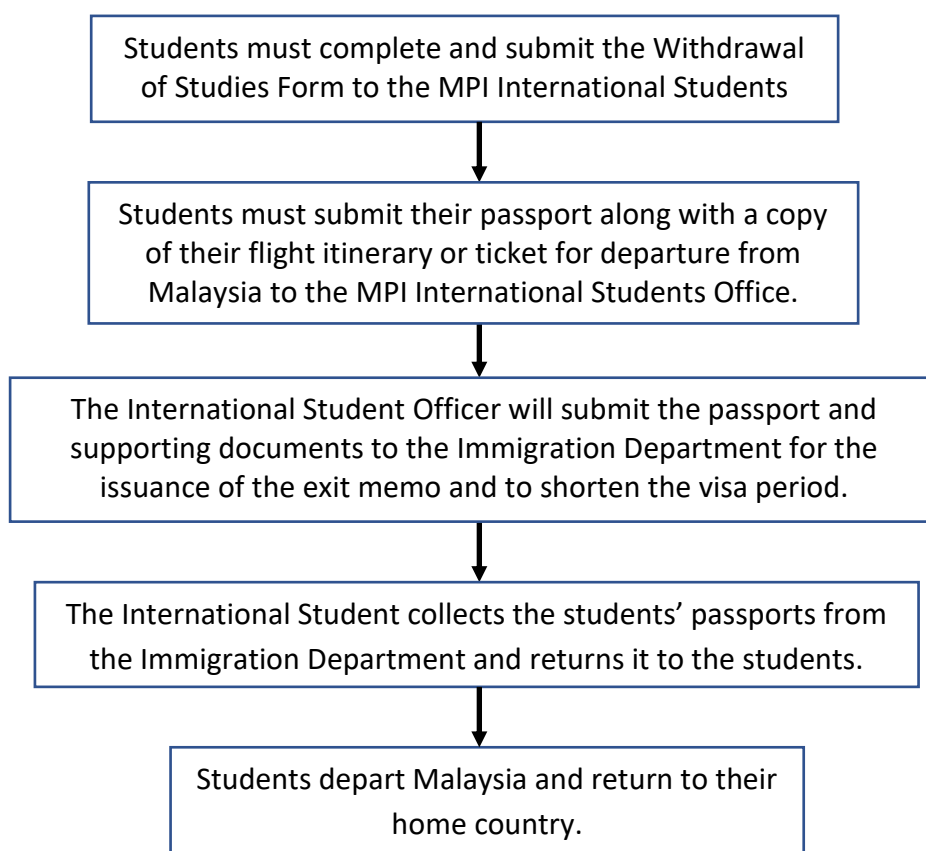 Students must complete and submit the Withdrawal
of Studies Form to the MPI International Students
Students must submit their passport along with a copy
of their flight itinerary or ticket for departure from
Malaysia to the MPI International Students Office.
The International Student Officer will submit the passport and
supporting documents to the Immigration Department for the
issuance of the exit memo and to shorten the visa period.
The International Student collects the students’ passports from
the Immigration Department and returns it to the students.
Students depart Malaysia and return to their
home country.